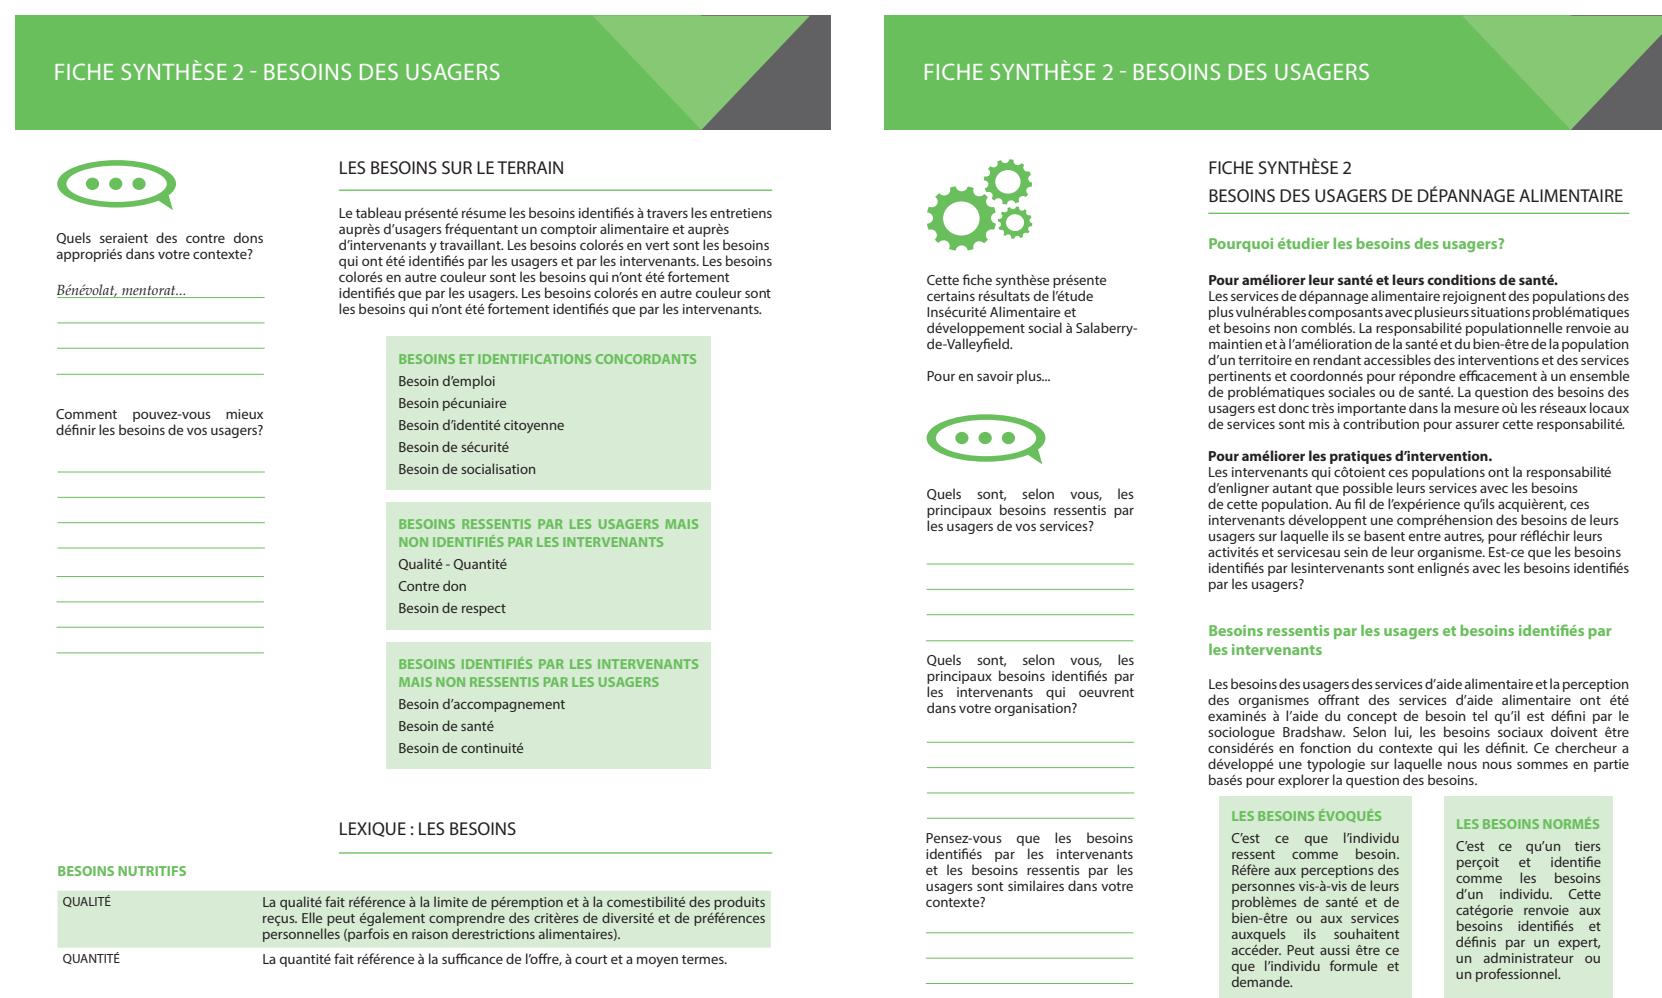 FICHE SYNTHÈSE 2 - BESOINS DES USAGERS
Quels seraient des contre dons
appropriés dans votre contexte?
Bénévolat, mentorat...
Comment pouvez-vous mieux
définir les besoins de vos usagers?
LES BESOINS SUR LE TERRAIN
Le tableau présenté résume les besoins identifiés à travers les entretiens
auprès d'usagers fréquentant un comptoir alimentaire et auprès
d'intervenants y travaillant. Les besoins colorés en vert sont les besoins
qui ont été identifiés par les usagers et par les intervenants. Les besoins
colorés en autre couleur sont les besoins qui n'ont été fortement
identifiés que par les usagers. Les besoins colorés en autre couleur sont
les besoins qui n'ont été fortement identifiés que par les intervenants.
BESOINS ET IDENTIFICATIONS CONCORDANTS
Besoin d'emploi
Besoin pécuniaire
Besoin d'identité citoyenne
Besoin de sécurité
Besoin de socialisation
BESOINS RESSENTIS PAR LES USAGERS MAIS
NON IDENTIFIÉS PAR LES INTERVENANTS
Qualité - Quantité
Contre don
Besoin de respect
BESOINS IDENTIFIÉS PAR LES INTERVENANTS
MAIS NON RESSENTIS PAR LES USAGERS
Besoin d'accompagnement
Besoin de santé
Besoin de continuité
LEXIQUE : LES BESOINS
BESOINS NUTRITIFS
QUALITÉ
La qualité fait référence à la limite de péremption et à la comestibilité des produits
reçus. Elle peut également comprendre des critères de diversité et de préférences
personnelles (parfois en raison derestrictions alimentaires).
QUANTITÉ
La quantité fait référence à la sufficance de l'offre, à court et a moyen termes.
FICHE SYNTHÈSE 2 - BESOINS DES USAGERS
Cette fiche synthèse présente
certains résultats de l'étude
Insécurité Alimentaire et
développement social à Salaberry-
de-Valleyfield.
Pour en savoir plus...
Quels sont, selon vous, les
principaux besoins ressentis par
les usagers de vos services?
Quels sont, selon vous, les
principaux besoins identifiés par
les intervenants qui oeuvrent
dans votre organisation?
Pensez-vous que les besoins
identifiés par les intervenants
et les besoins ressentis par les
usagers sont similaires dans votre
contexte?
FICHE SYNTHÈSE 2
BESOINS DES USAGERS DE DÉPANNAGE ALIMENTAIRE
Pourquoi étudier les besoins des usagers?
Pour améliorer leur santé et leurs conditions de santé.
Les services de dépannage alimentaire rejoignent des populations des
plus vulnérables composants avec plusieurs situations problématiques
et besoins non comblés. La responsabilité populationnelle renvoie au
maintien et à l'amélioration de la santé et du bien-être de la population
d'un territoire en rendant accessibles des interventions et des services
pertinents et coordonnés pour répondre efficacement à un ensemble
de problématiques sociales ou de santé. La question des besoins des
usagers est donc très importante dans la mesure où les réseaux locaux
de services sont mis à contribution pour assurer cette responsabilité.
Pour améliorer les pratiques d'intervention.
Les intervenants qui côtoient ces populations ont la responsabilité
d'enligner autant que possible leurs services avec les besoins
de cette population. Au fil de l'expérience qu'ils acquièrent, ces
intervenants développent une compréhension des besoins de leurs
usagers sur laquelle ils se basent entre autres, pour réfléchir leurs
activités et servicesau sein de leur organisme. Est-ce que les besoins
identifiés par lesintervenants sont enlignés avec les besoins identifiés
par les usagers?
Besoins ressentis par les usagers et besoins identifiés par
les intervenants
Les besoins des usagers des services d'aide alimentaire et la perception
des organismes offrant des services d'aide alimentaire ont été
examinés à l'aide du concept de besoin tel qu'il est défini par le
sociologue Bradshaw. Selon lui, les besoins sociaux doivent être
considérés en fonction du contexte qui les définit. Ce chercheur a
développé une typologie sur laquelle nous nous sommes en partie
basés pour explorer la question des besoins.
LES BESOINS ÉVOQUÉS
C'est ce que l'individu
ressent comme besoin.
Réfère aux perceptions des
personnes vis-à-vis de leurs
problèmes de santé et de
bien-être ou aux services
auxquels ils souhaitent
accéder. Peut aussi être ce
que l'individu formule et
demande.
LES BESOINS NORMÉS
C'est ce qu'un tiers
perçoit et identifie
comme les besoins
d'un individu. Cette
catégorie renvoie aux
besoins identifiés et
définis par un expert,
un administrateur ou
un professionnel.